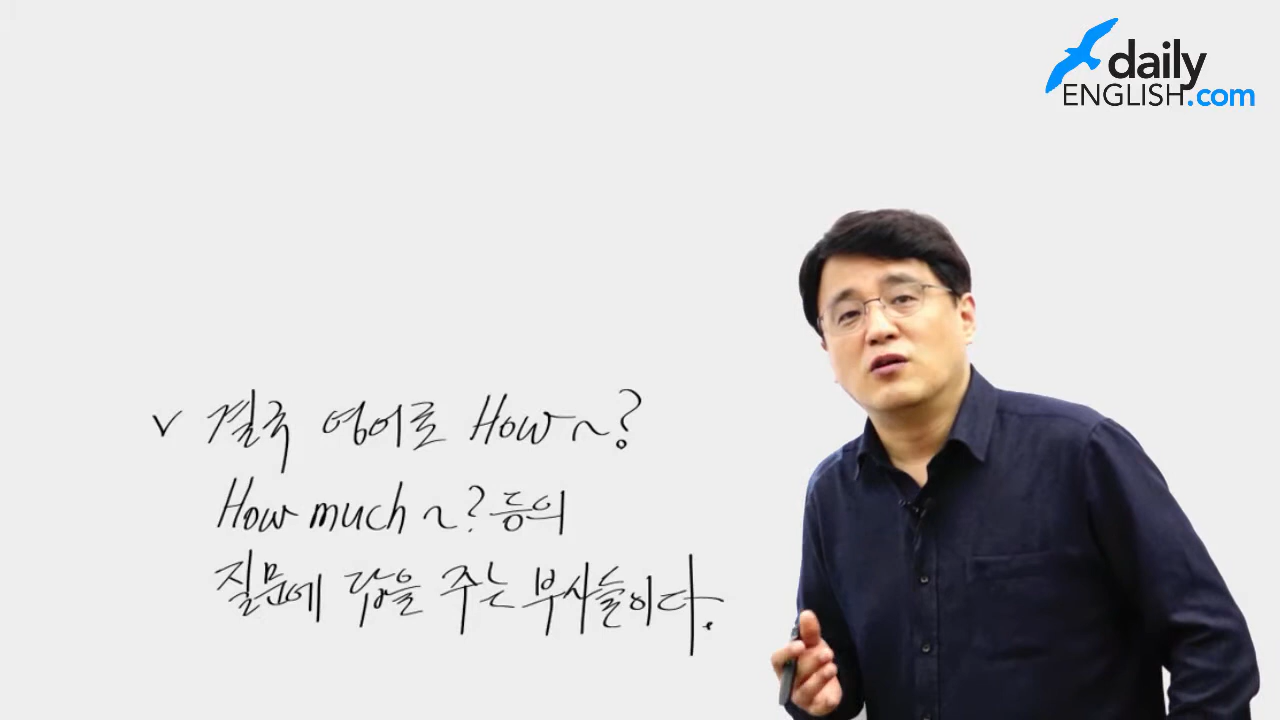 daily
ENGLISH.com
v 결국 영어로 How ~?
How much ~? 등의
질문에 답을 주는 부사들이다.